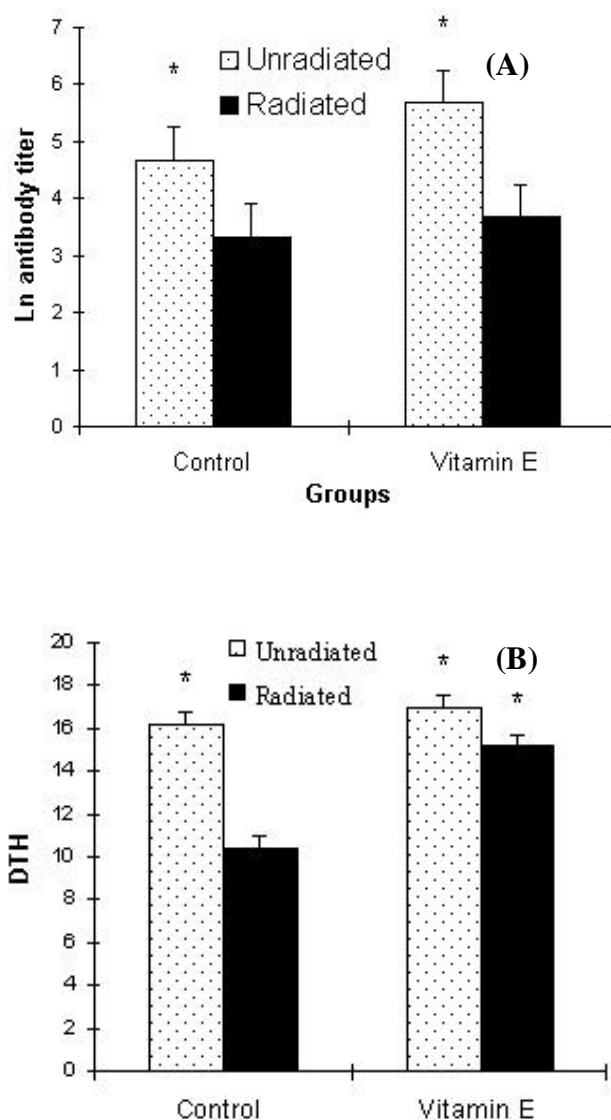 7
6
5
4
3
2
1
0
Ln antibody titer
*
*
(A)
Unradiated
Radiated
Control
Vitamin E
Groups
20
18
16
14
12
10
8
6
4
2
0
DTH
Unradiated
Radiated
*
*
*
(B)
Control
Vitamin E